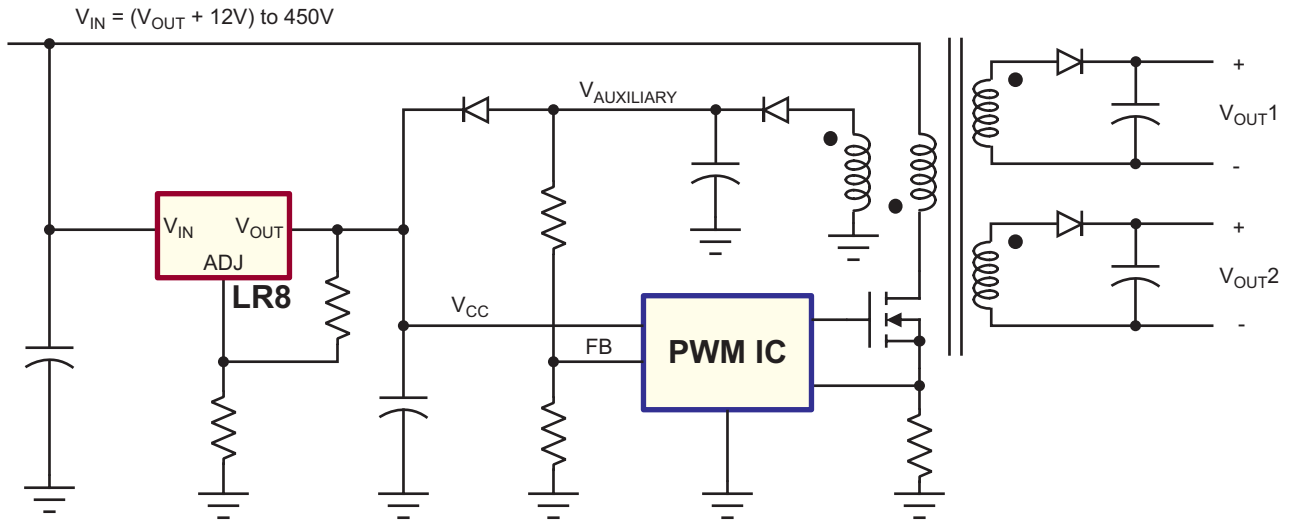 VIN = (VOUT + 12V) to 450V
VAUXILIARY
+
VOUT1
-
VIN VOUT
ADJ
LR8
+
VOUT2
-
VCC
FB
PWM IC